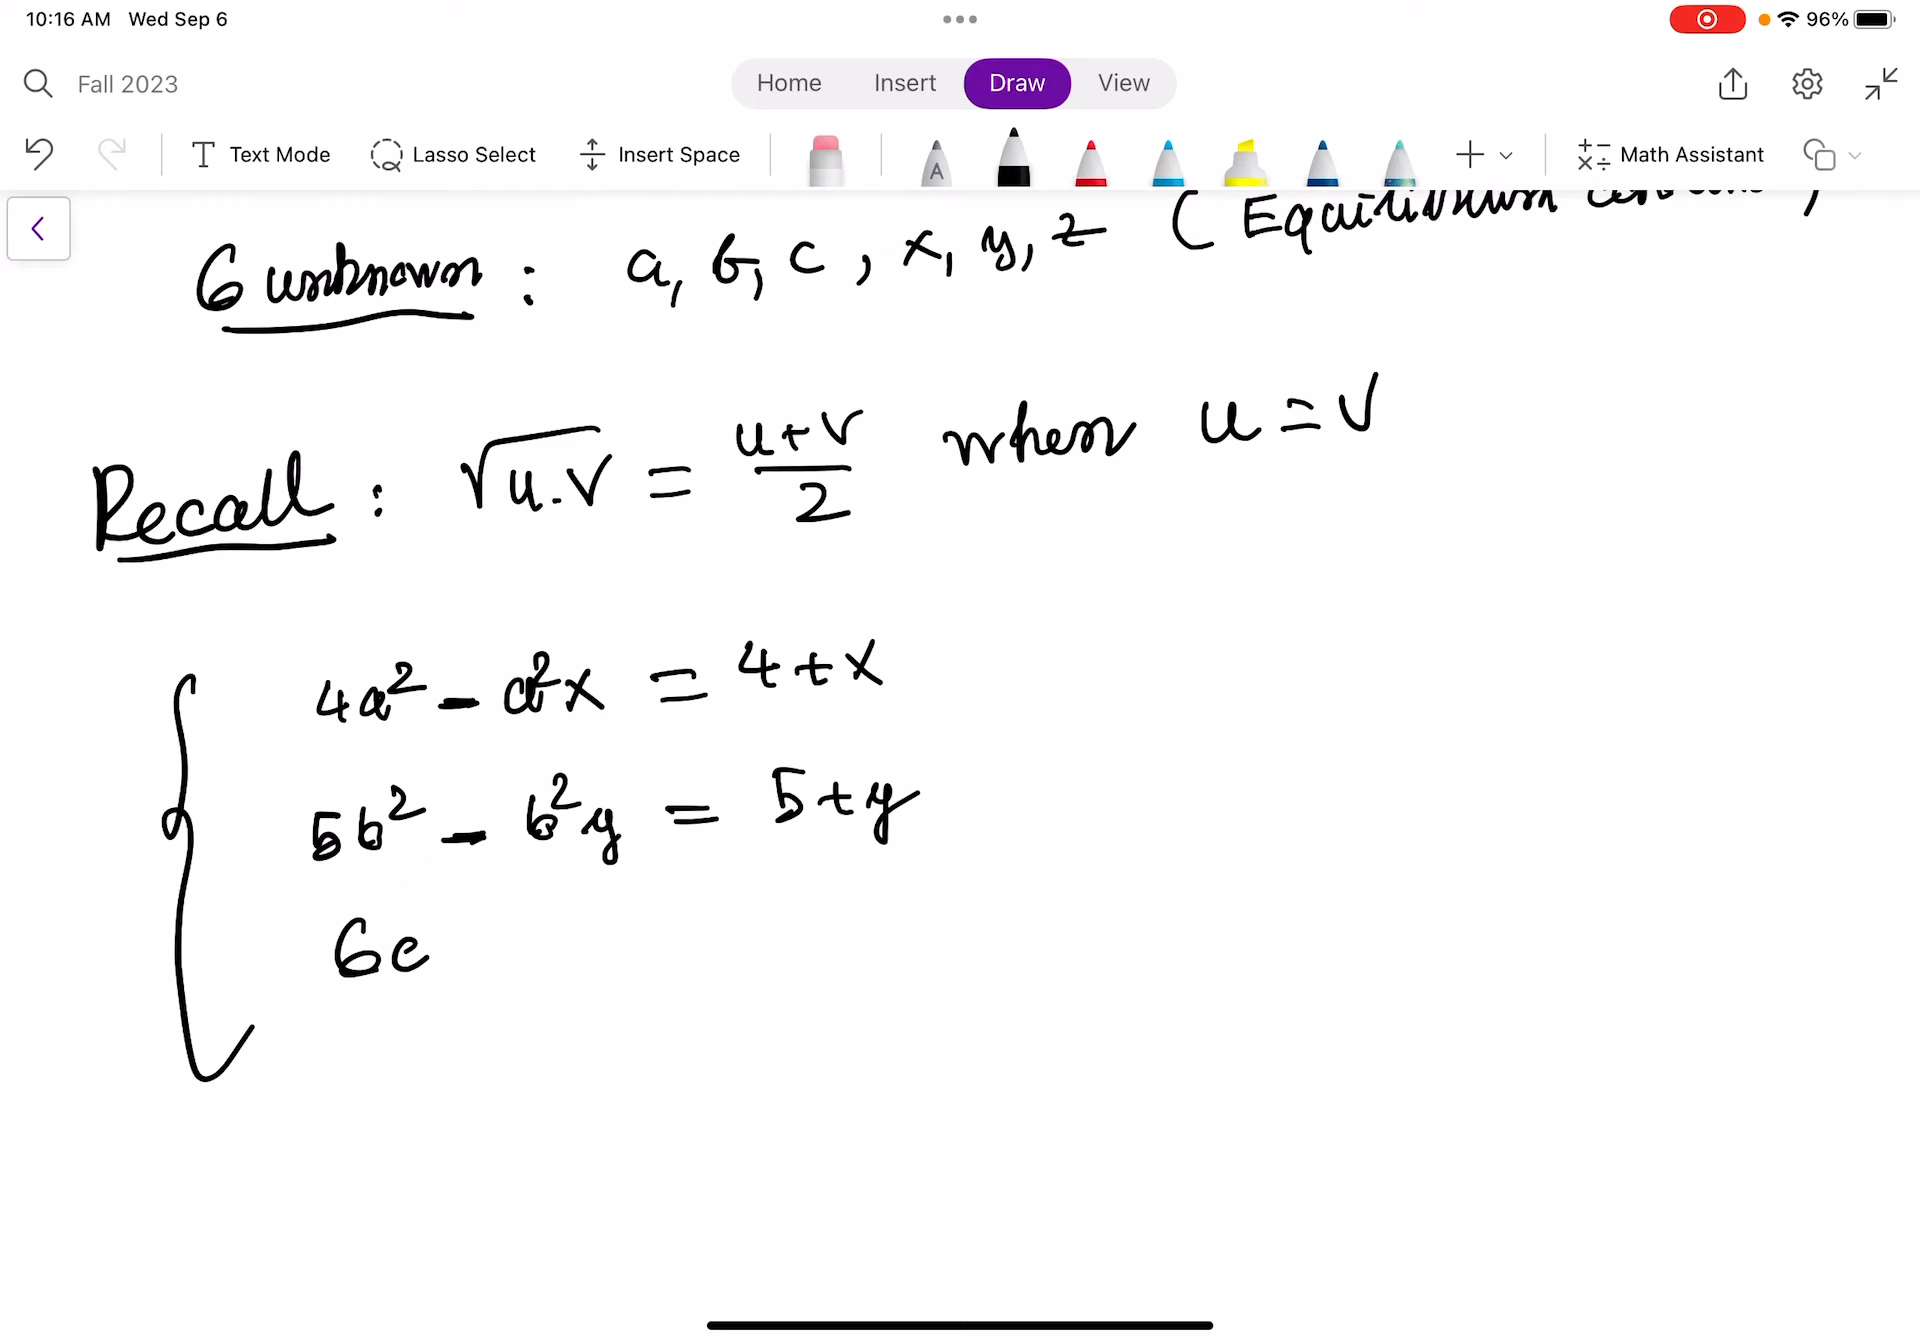 10:16 AM Wed Sep 6 96%
Fall 2023 Home Insert Draw View
Text Mode Lasso Select Insert Space A Math Assistant
6 unknown : a, b, c, x, y, z ( Equilibrium
Recall : √u.v = (u+v)/2 when u = v
4a² - a²x = 4+x
5b² - b²y = 5+y
6c